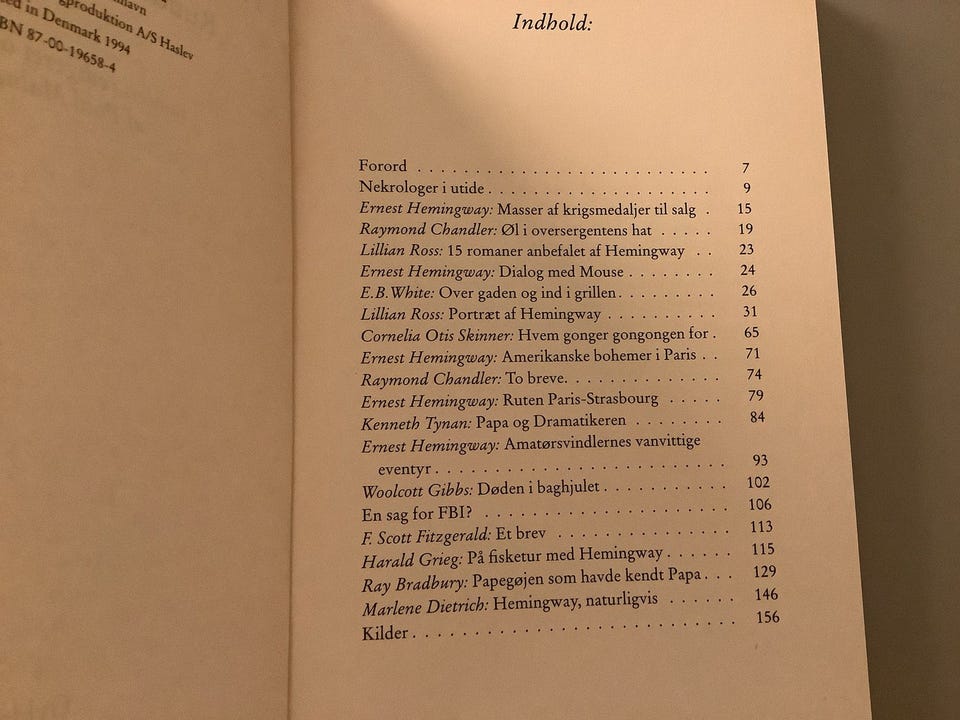 havn
gproduktion A/S Haslev
ed in Denmark 1994
BN 87-00-19658-4
Indhold:
Forord . . . . . . . . . . . . . . . . . . . . . . . . . . 7
Nekrologer i utide . . . . . . . . . . . . . . . . . . . 9
Ernest Hemingway: Masser af krigsmedaljer til salg . 15
Raymond Chandler: Øl i oversergentens hat . . . . . 19
Lillian Ross: 15 romaner anbefalet af Hemingway . . 23
Ernest Hemingway: Dialog med Mouse . . . . . . . . 24
E.B.White: Over gaden og ind i grillen . . . . . . . . . 26
Lillian Ross: Portræt af Hemingway . . . . . . . . . . 31
Cornelia Otis Skinner: Hvem gonger gongongen for . 65
Ernest Hemingway: Amerikanske bohemer i Paris . . 71
Raymond Chandler: To breve. . . . . . . . . . . . . . 74
Ernest Hemingway: Ruten Paris-Strasbourg . . . . . 79
Kenneth Tynan: Papa og Dramatikeren . . . . . . . . 84
Ernest Hemingway: Amatørsvindlernes vanvittige
eventyr . . . . . . . . . . . . . . . . . . . . . . . . . 93
Woolcott Gibbs: Døden i baghjulet . . . . . . . . . . . 102
En sag for FBI? . . . . . . . . . . . . . . . . . . . . . 106
F. Scott Fitzgerald: Et brev . . . . . . . . . . . . . . . 113
Harald Grieg: På fisketur med Hemingway . . . . . . 115
Ray Bradbury: Papegøjen som havde kendt Papa . . . 129
Marlene Dietrich: Hemingway, naturligvis . . . . . . 146
Kilder . . . . . . . . . . . . . . . . . . . . . . . . . . . 156